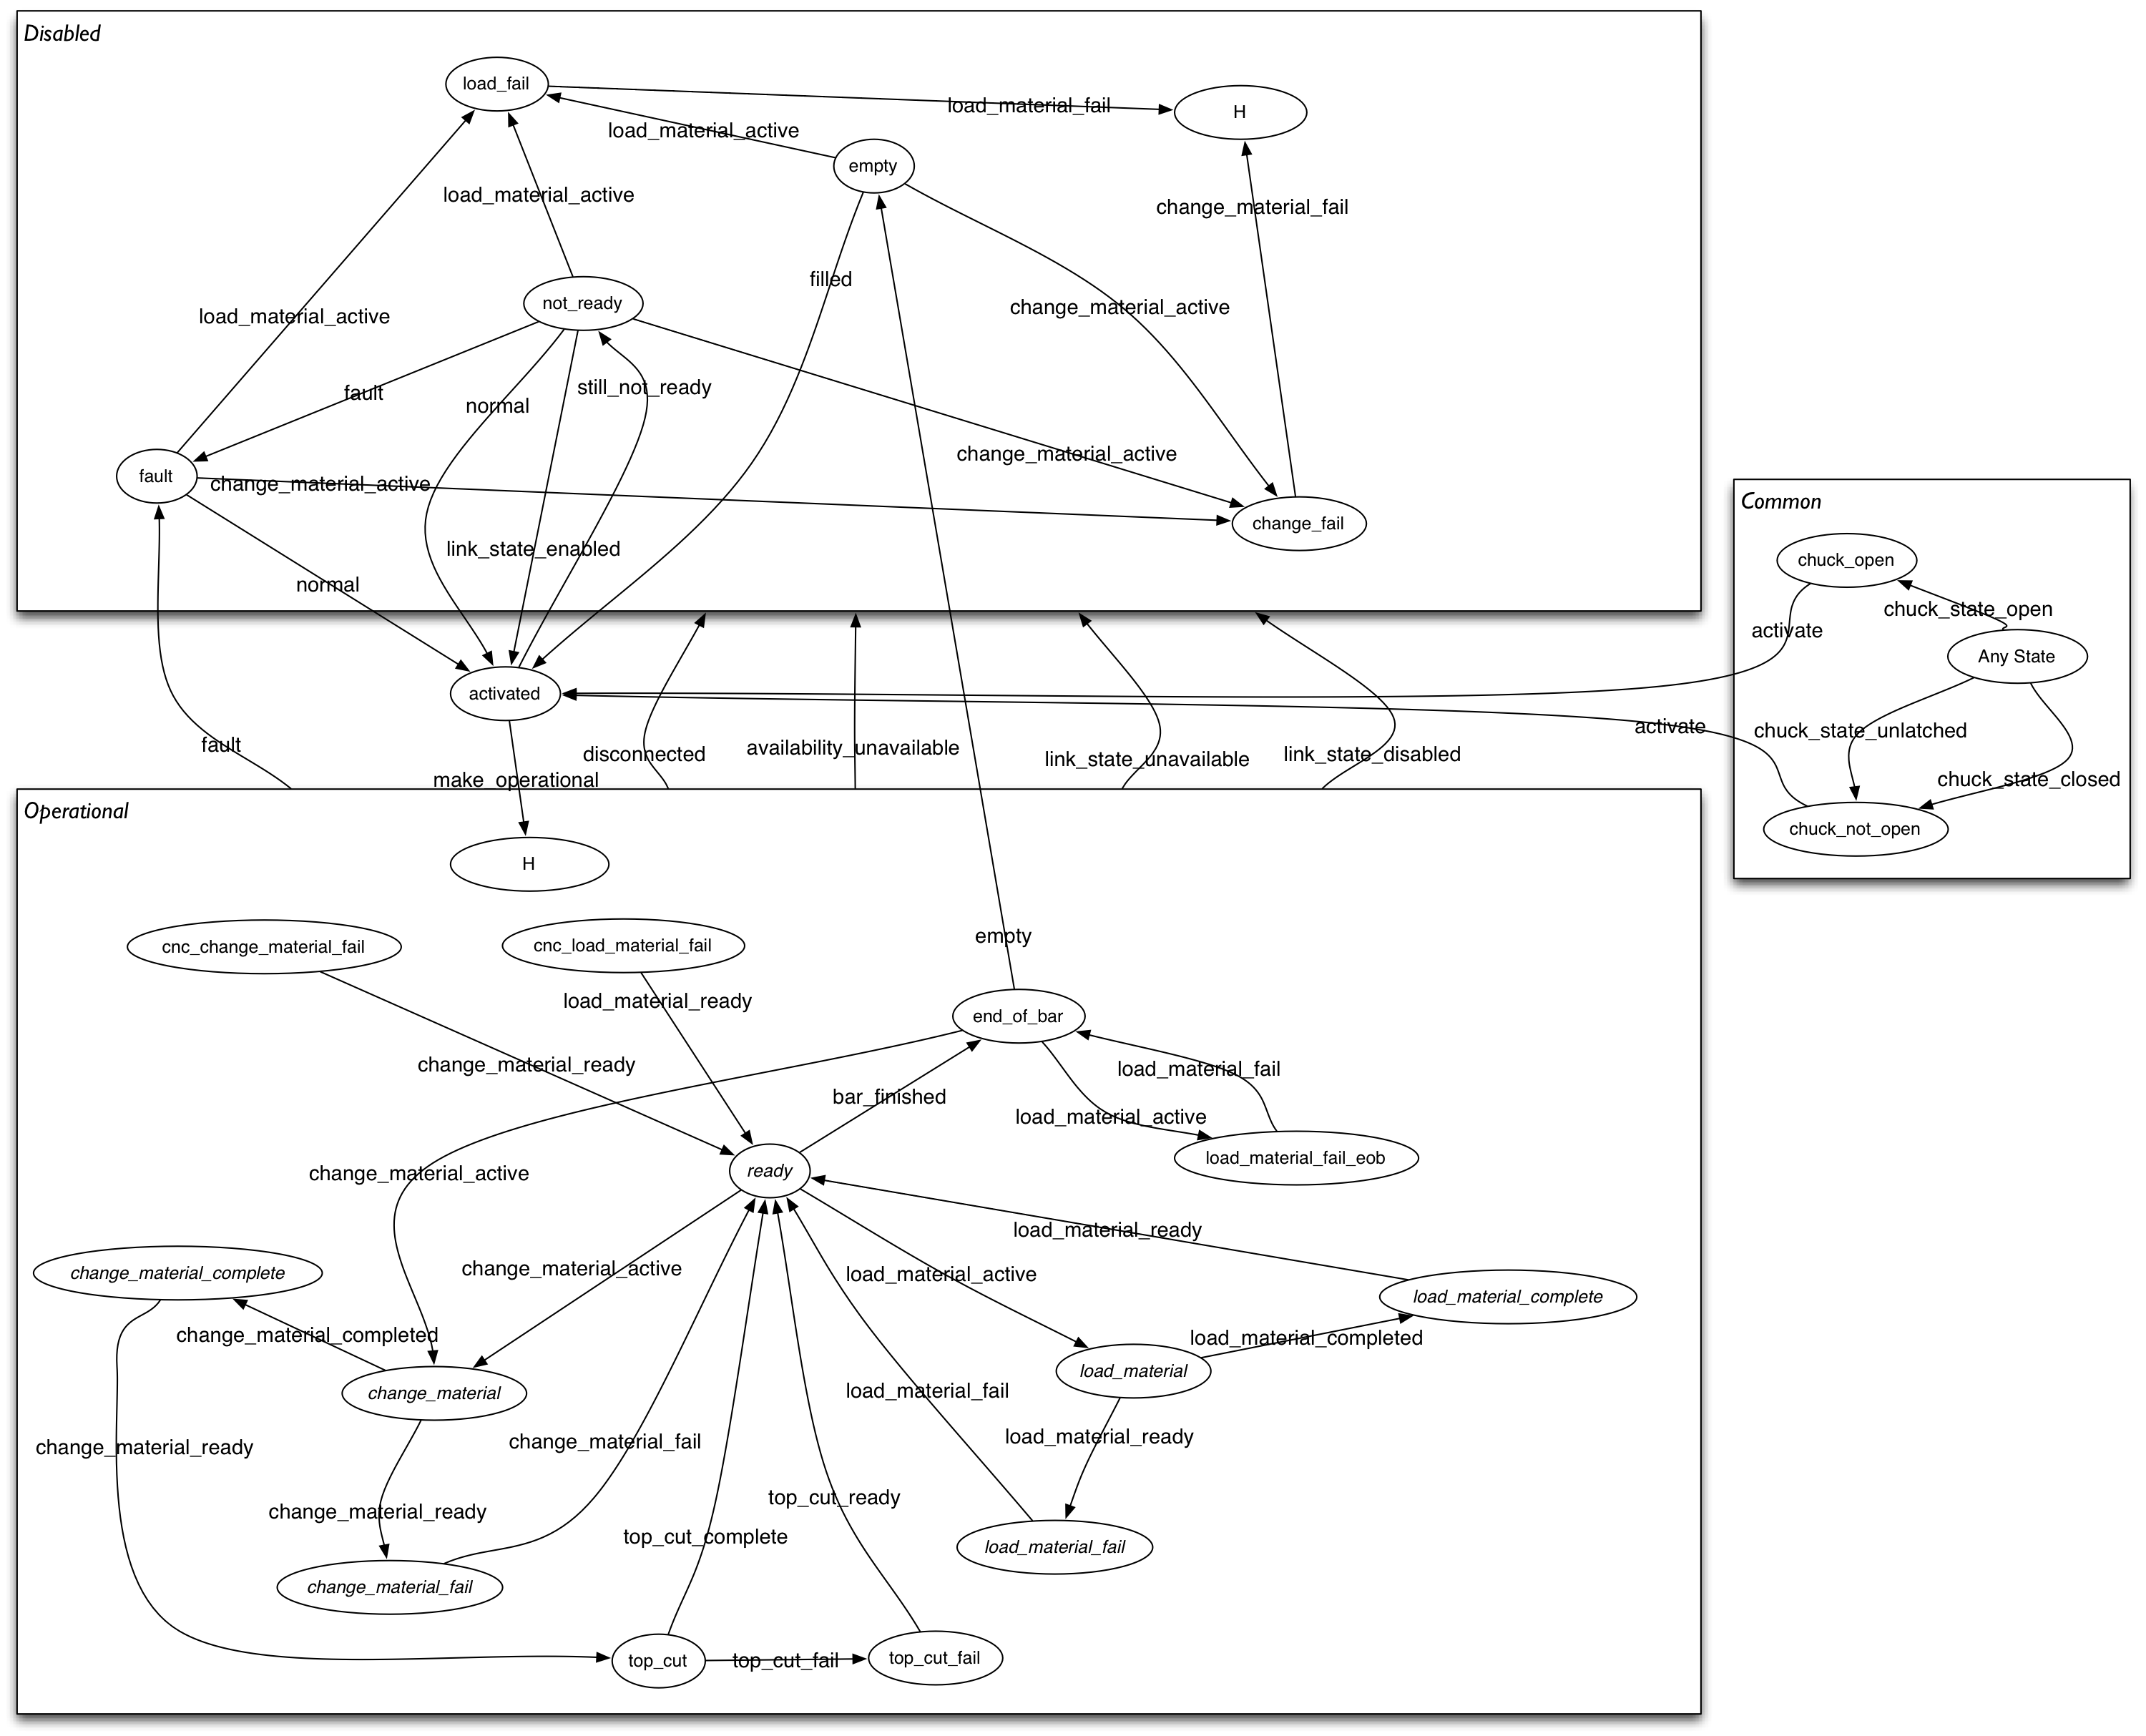 Disabled
load_fail
load_material_fail
H
load_material_active
empty
load_material_active
change_material_fail
filled
not_ready
change_material_active
load_material_active
still_not_ready
fault
normal
change_material_active
fault
change_material_active
change_fail
link_state_enabled
normal
Common
chuck_open
chuck_state_open
activate
Any State
activated
activate
chuck_state_unlatched
fault
disconnected
availability_unavailable
link_state_unavailable
link_state_disabled
make_operational
chuck_state_closed
chuck_not_open
Operational
H
cnc_change_material_fail
cnc_load_material_fail
empty
load_material_ready
end_of_bar
change_material_ready
load_material_fail
bar_finished
load_material_active
load_material_fail_eob
change_material_active
ready
load_material_ready
change_material_complete
change_material_active
load_material_active
load_material_complete
change_material_completed
load_material_completed
load_material
change_material
load_material_fail
change_material_ready
change_material_fail
load_material_ready
top_cut_ready
change_material_ready
top_cut_complete
load_material_fail
change_material_fail
top_cut
top_cut_fail
top_cut_fail